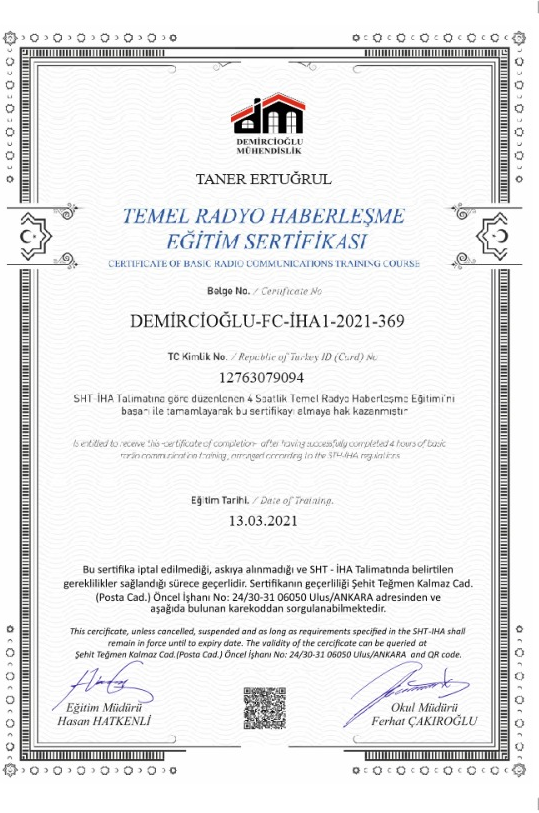 DEMİRCİOĞLU
MÜHENDİSLİK
TANER ERTUĞRUL
TEMEL RADYO HABERLEŞME
EĞİTİM SERTİFİKASI
CERTIFICATE OF BASIC RADIO COMMUNICATIONS TRAINING COURSE
Belge No. / Certificate No
DEMİRCİOĞLU-FC-İHA1-2021-369
TC Kimlik No. / Republic of Turkey ID (Card) No
12763079094
SHT-İHA Talimatına göre düzenlenen 4 Saatlik Temel Radyo Haberleşme Eğitimi'ni
başarı ile tamamlayarak bu sertifikayı almaya hak kazanmıştır
Is entitled to receive this certificate of completion after having successfully completed 4 hours of basic
radio communication training, arranged according to the SHT-IHA regulations
Eğitim Tarihi. / Date of Training.
13.03.2021
Bu sertifika iptal edilmediği, askıya alınmadığı ve SHT - İHA Talimatında belirtilen
gereklilikler sağlandığı sürece geçerlidir. Sertifikanın geçerliliği Şehit Teğmen Kalmaz Cad.
(Posta Cad.) Öncel İşhanı No: 24/30-31 06050 Ulus/ANKARA adresinden ve
aşağıda bulunan karekoddan sorgulanabilmektedir.
This cercificate, unless cancelled, suspended and as long as requirements specified in the SHT-IHA shall
remain in force until to expiry date. The validity of the cercificate can be queried at
Şehit Teğmen Kalmaz Cad.(Posta Cad.) Öncel İşhanı No: 24/30-31 06050 Ulus/ANKARA and QR code.
Eğitim Müdürü
Hasan HATKENLİ
Okul Müdürü
Ferhat ÇAKIROĞLU